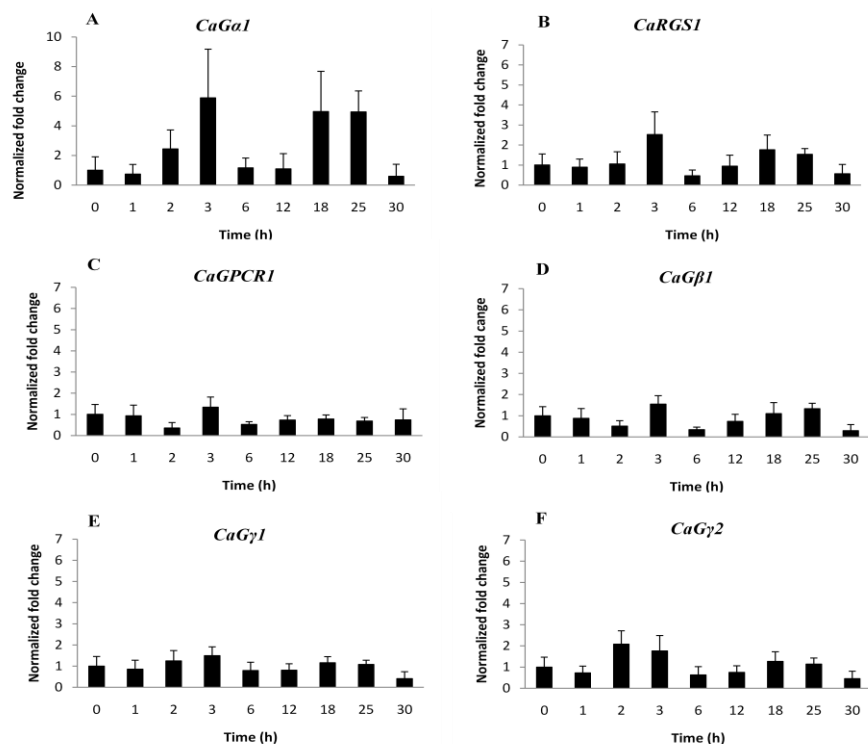 A
CaGα1
Normalized fold change
10
8
6
4
2
0
0 1 2 3 6 12 18 25 30
Time (h)
B
CaRGS1
Normalized fold change
7
6
5
4
3
2
1
0
0 1 2 3 6 12 18 25 30
Time (h)
C
CaGPCR1
Normalized fold change
7
6
5
4
3
2
1
0
0 1 2 3 6 12 18 25 30
Time (h)
D
CaGβ1
Normalized fold cange
7
6
5
4
3
2
1
0
0 1 2 3 6 12 18 25 30
Time (h)
E
CaGγ1
Normalized fold change
7
6
5
4
3
2
1
0
0 1 2 3 6 12 18 25 30
Time (h)
F
CaGγ2
Normalized fold change
7
6
5
4
3
2
1
0
0 1 2 3 6 12 18 25 30
Time (h)